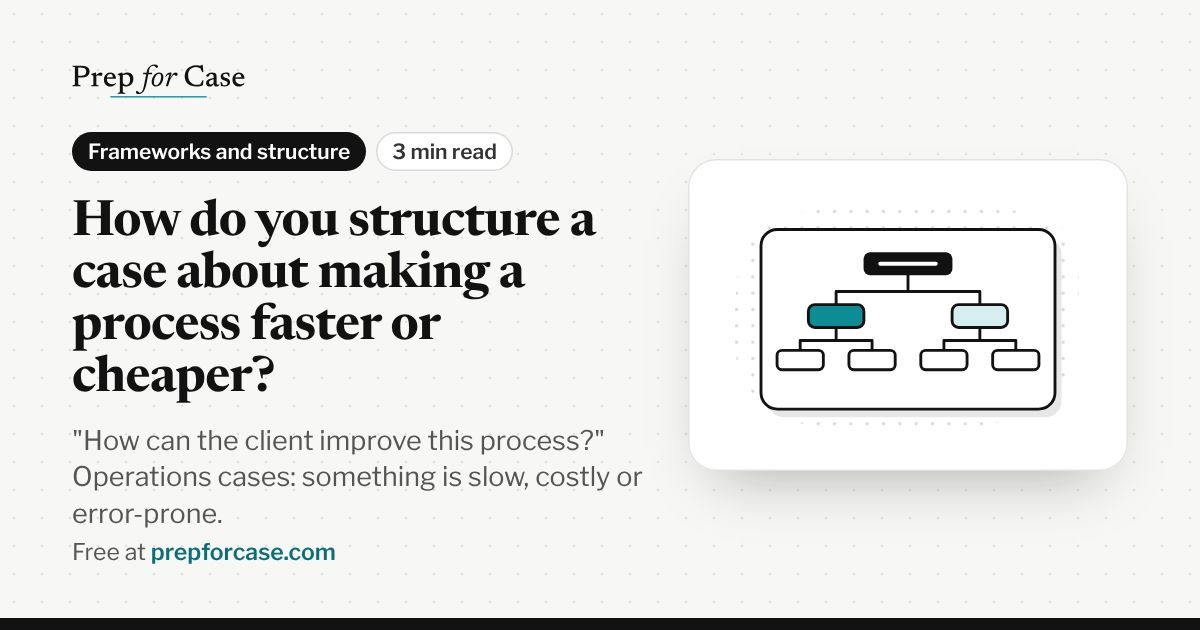 Prep for Case
Frameworks and structure
3 min read
How do you structure a
case about making a
process faster or
cheaper?
"How can the client improve this process?"
Operations cases: something is slow, costly or
error-prone.
Free at prepforcase.com